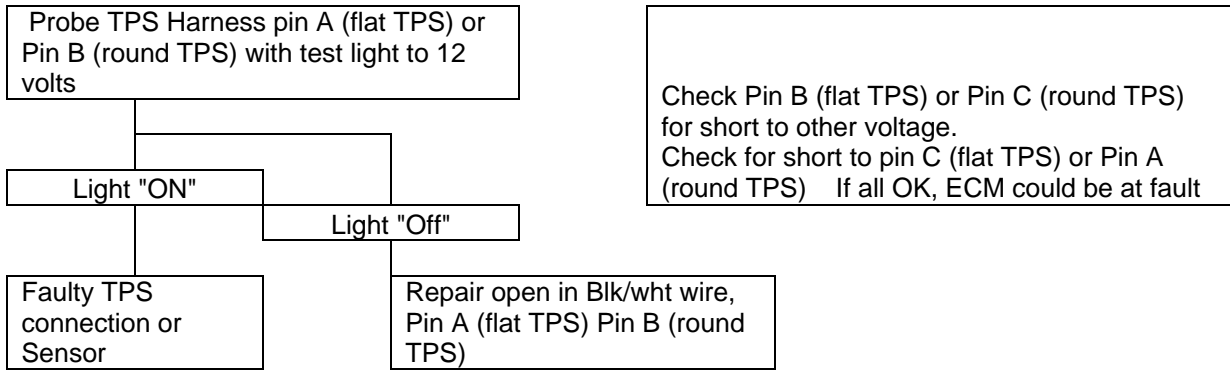 Probe TPS Harness pin A (flat TPS) or
Pin B (round TPS) with test light to 12
volts
Check Pin B (flat TPS) or Pin C (round TPS)
for short to other voltage.
Check for short to pin C (flat TPS) or Pin A
(round TPS)    If all OK, ECM could be at fault
Light "ON"
Light "Off"
Faulty TPS
connection or
Sensor
Repair open in Blk/wht wire,
Pin A (flat TPS) Pin B (round
TPS)